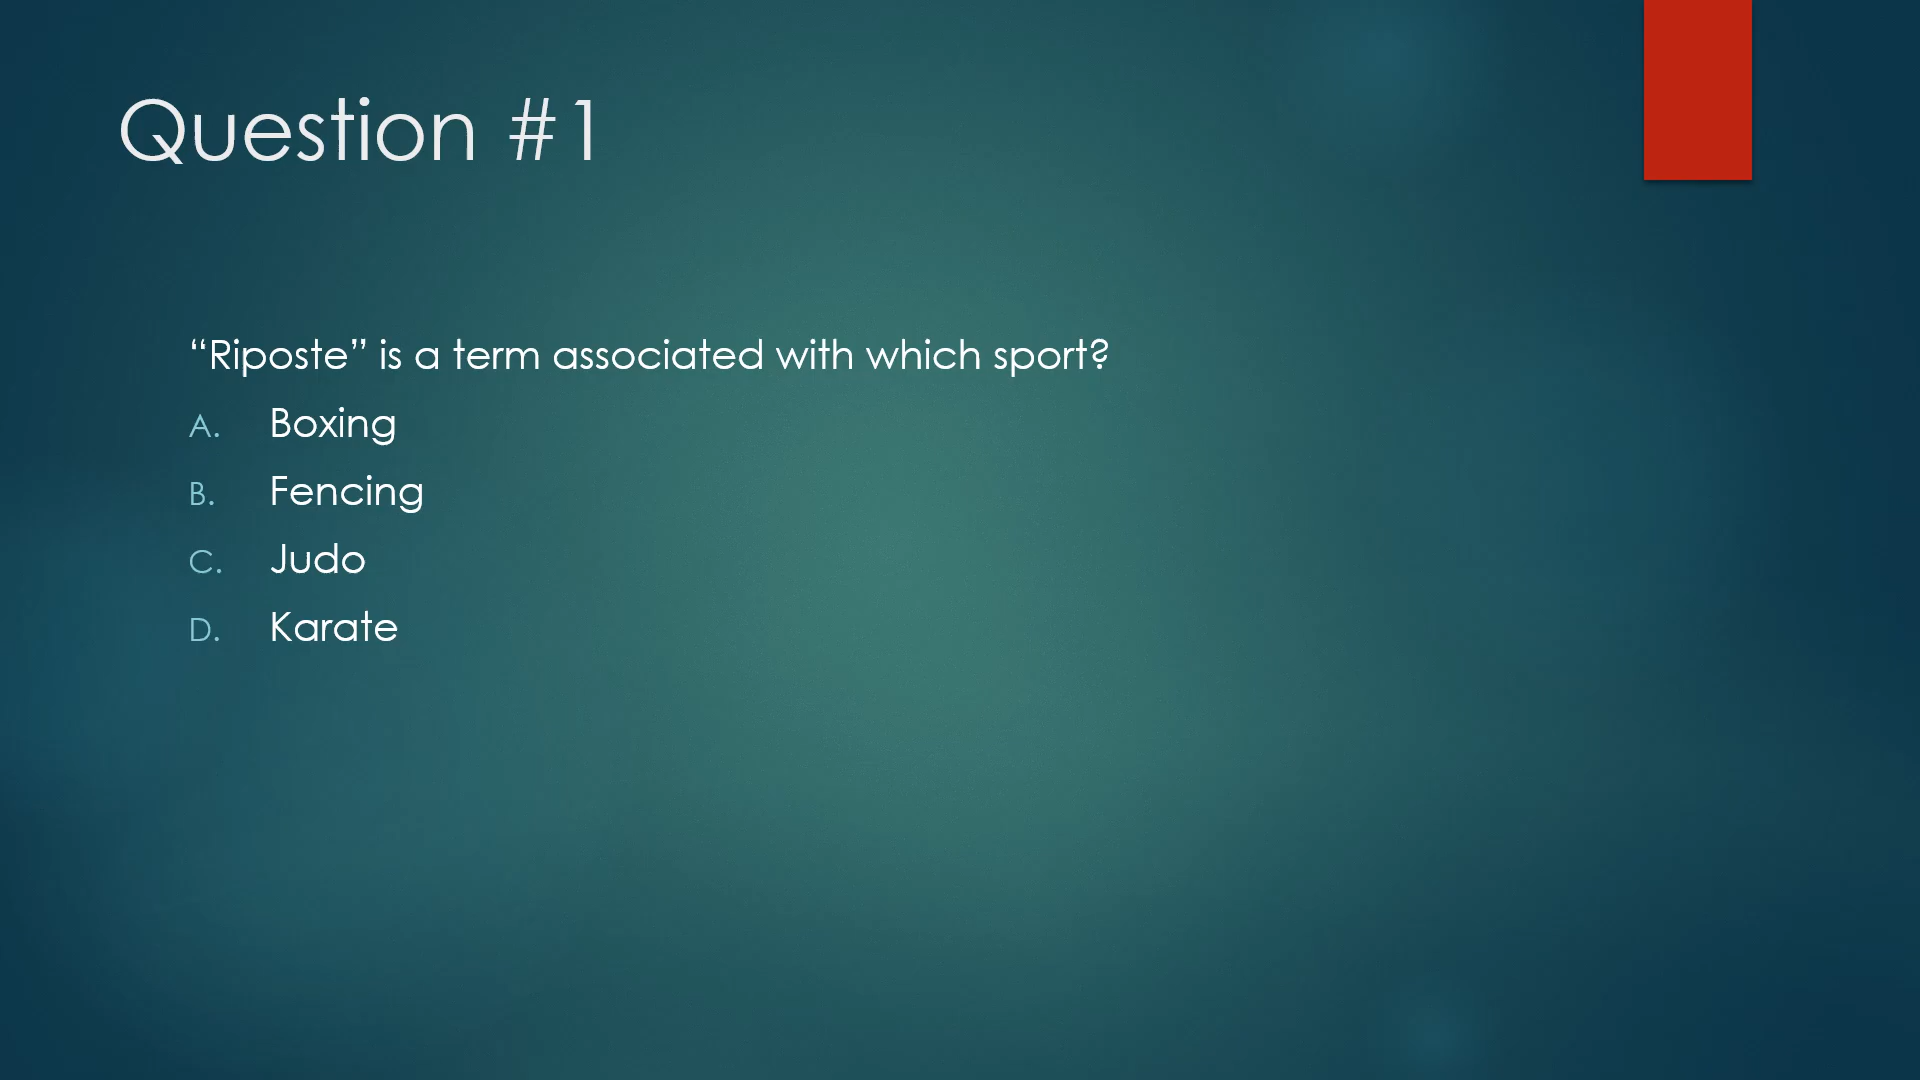 Question #1
“Riposte” is a term associated with which sport?
A. Boxing
B. Fencing
C. Judo
D. Karate